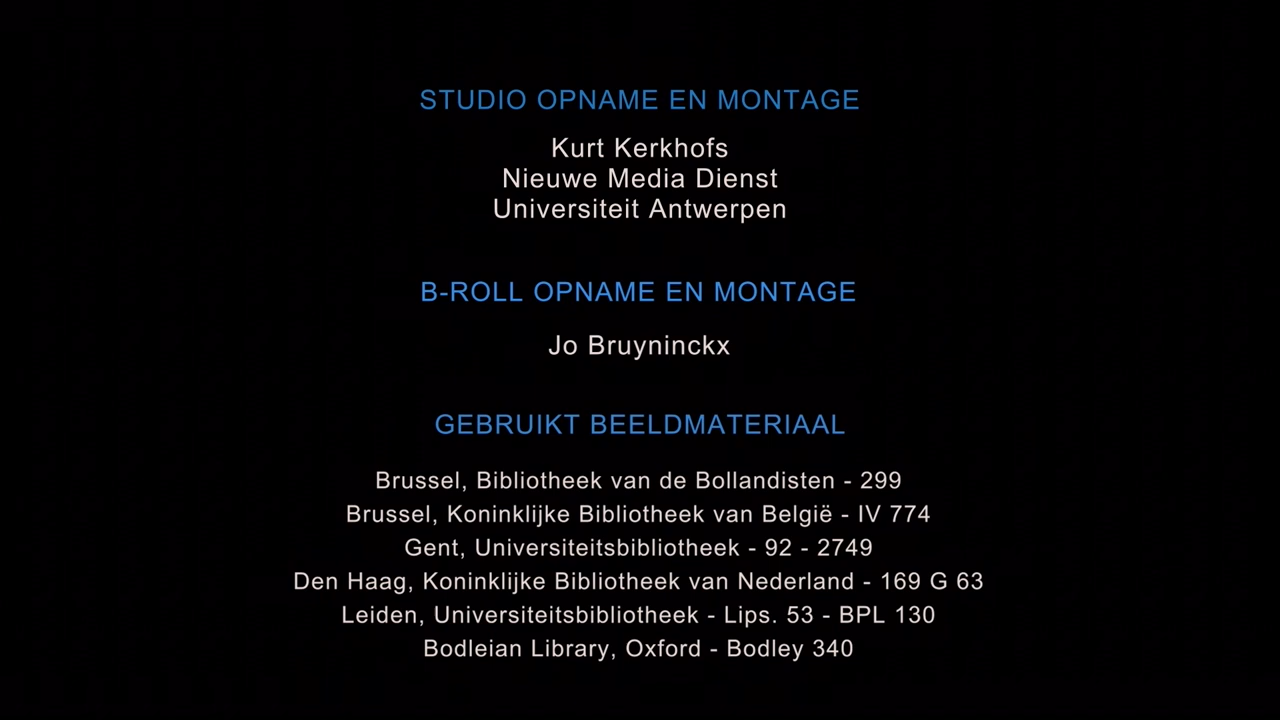 STUDIO OPNAME EN MONTAGE
Kurt Kerkhofs
Nieuwe Media Dienst
Universiteit Antwerpen
B-ROLL OPNAME EN MONTAGE
Jo Bruyninckx
GEBRUIKT BEELDMATERIAAL
Brussel, Bibliotheek van de Bollandisten - 299
Brussel, Koninklijke Bibliotheek van België - IV 774
Gent, Universiteitsbibliotheek - 92 - 2749
Den Haag, Koninklijke Bibliotheek van Nederland - 169 G 63
Leiden, Universiteitsbibliotheek - Lips. 53 - BPL 130
Bodleian Library, Oxford - Bodley 340